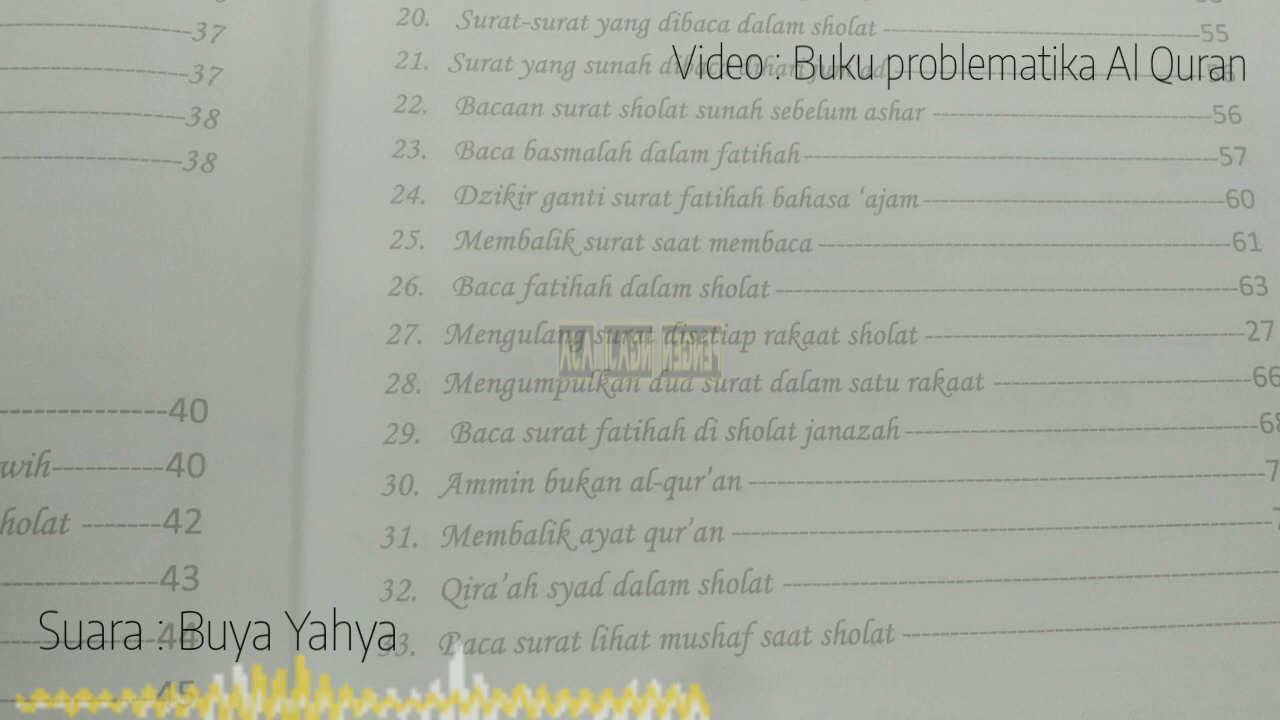 37
37
38
38
40
wih 40
holat 42
43
45
20. Surat-surat yang dibaca dalam sholat 55
21. Surat yang sunah
Video : Buku problematika Al Quran
22. Bacaan surat sholat sunah sebelum ashar 56
23. Baca basmalah dalam fatihah 57
24. Dzikir ganti surat fatihah bahasa ‘ajam 60
25. Membalik surat saat membaca 61
26. Baca fatihah dalam sholat 63
27. Mengulang surat disetiap rakaat sholat 27
28. Mengumpulkan dua surat dalam satu rakaat 66
29. Baca surat fatihah di sholat janazah 68
30. Ammin bukan al-qur’an 7
31. Membalik ayat qur’an
32. Qira’ah syad dalam sholat
33. Baca surat lihat mushaf saat sholat
Suara : Buya Yahya